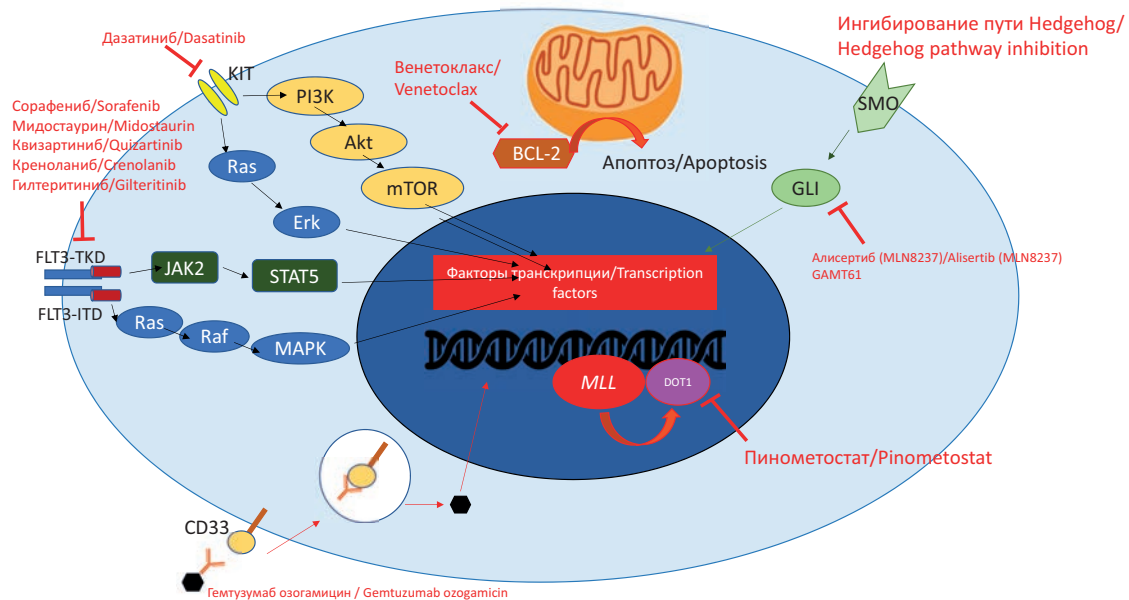 Дазатиниб/Dasatinib
KIT
Сорафениб/Sorafenib
Мидостаурин/Midostaurin
Квизартиниб/Quizartinib
Креноланиб/Crenolanib
Гилтеритиниб/Gilteritinib
PI3K
Akt
mTOR
Ras
Erk
FLT3-TKD
FLT3-ITD
JAK2
STAT5
Ras
Raf
MAPK
Венетоклакс/
Venetoclax
BCL-2
Апоптоз/Apoptosis
Ингибирование пути Hedgehog/
Hedgehog pathway inhibition
SMO
GLI
Алисертиб (MLN8237)/Alisertib (MLN8237)
GAMT61
Факторы транскрипции/Transcription
factors
MLL
DOT1
Пинометостат/Pinometostat
CD33
Гемтузумаб озогамицин / Gemtuzumab ozogamicin